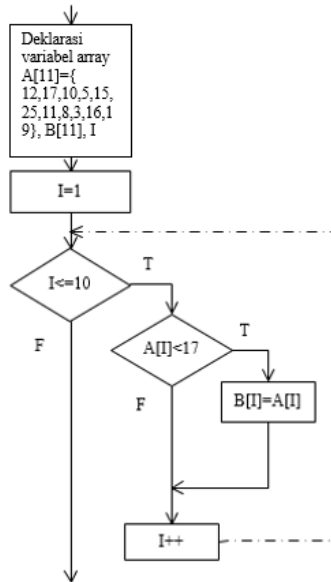 Deklarasi
variabel array
A[11]={
12,17,10,5,15,
25,11,8,3,16,1
9}, B[11], I
I=1
I<=10
T
F
A[I]<17
T
F
B[I]=A[I]
I++